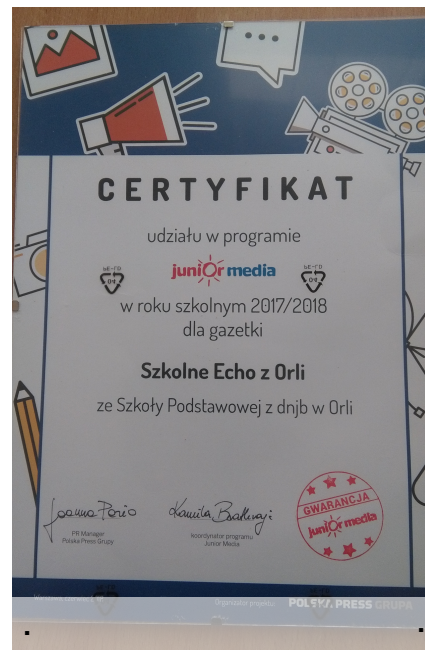 CERTYFIKAT
udziału w programie
junior media
w roku szkolnym 2017/2018
dla gazetki
Szkolne Echo z Orli
ze Szkoły Podstawowej z dnjb w Orli
PR Manager
Polska Press Grupy
koordynator programu
Junior Media
GWARANCJA
junior media
Organizator projektu:
POLSKA PRESS GRUPA